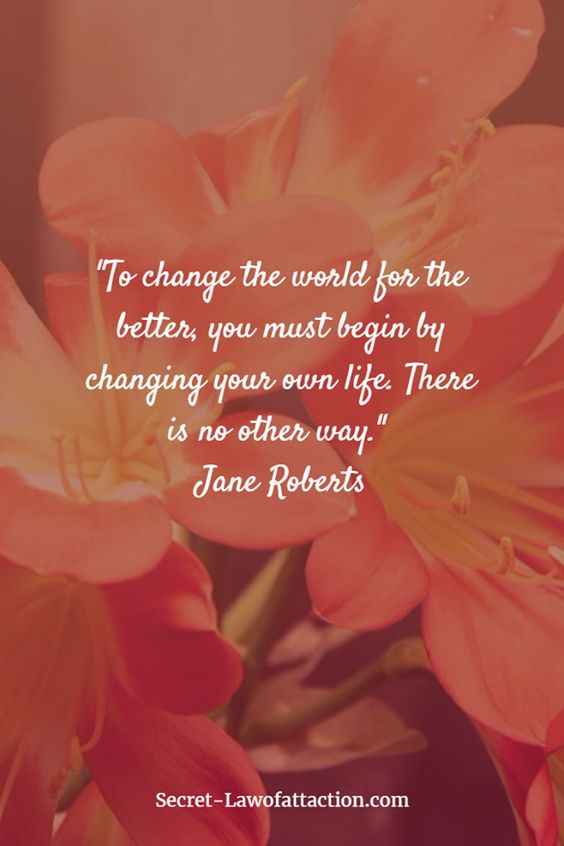 "To change the world for the
better, you must begin by
changing your own life. There
is no other way."
Jane Roberts
Secret-Lawofattaction.com